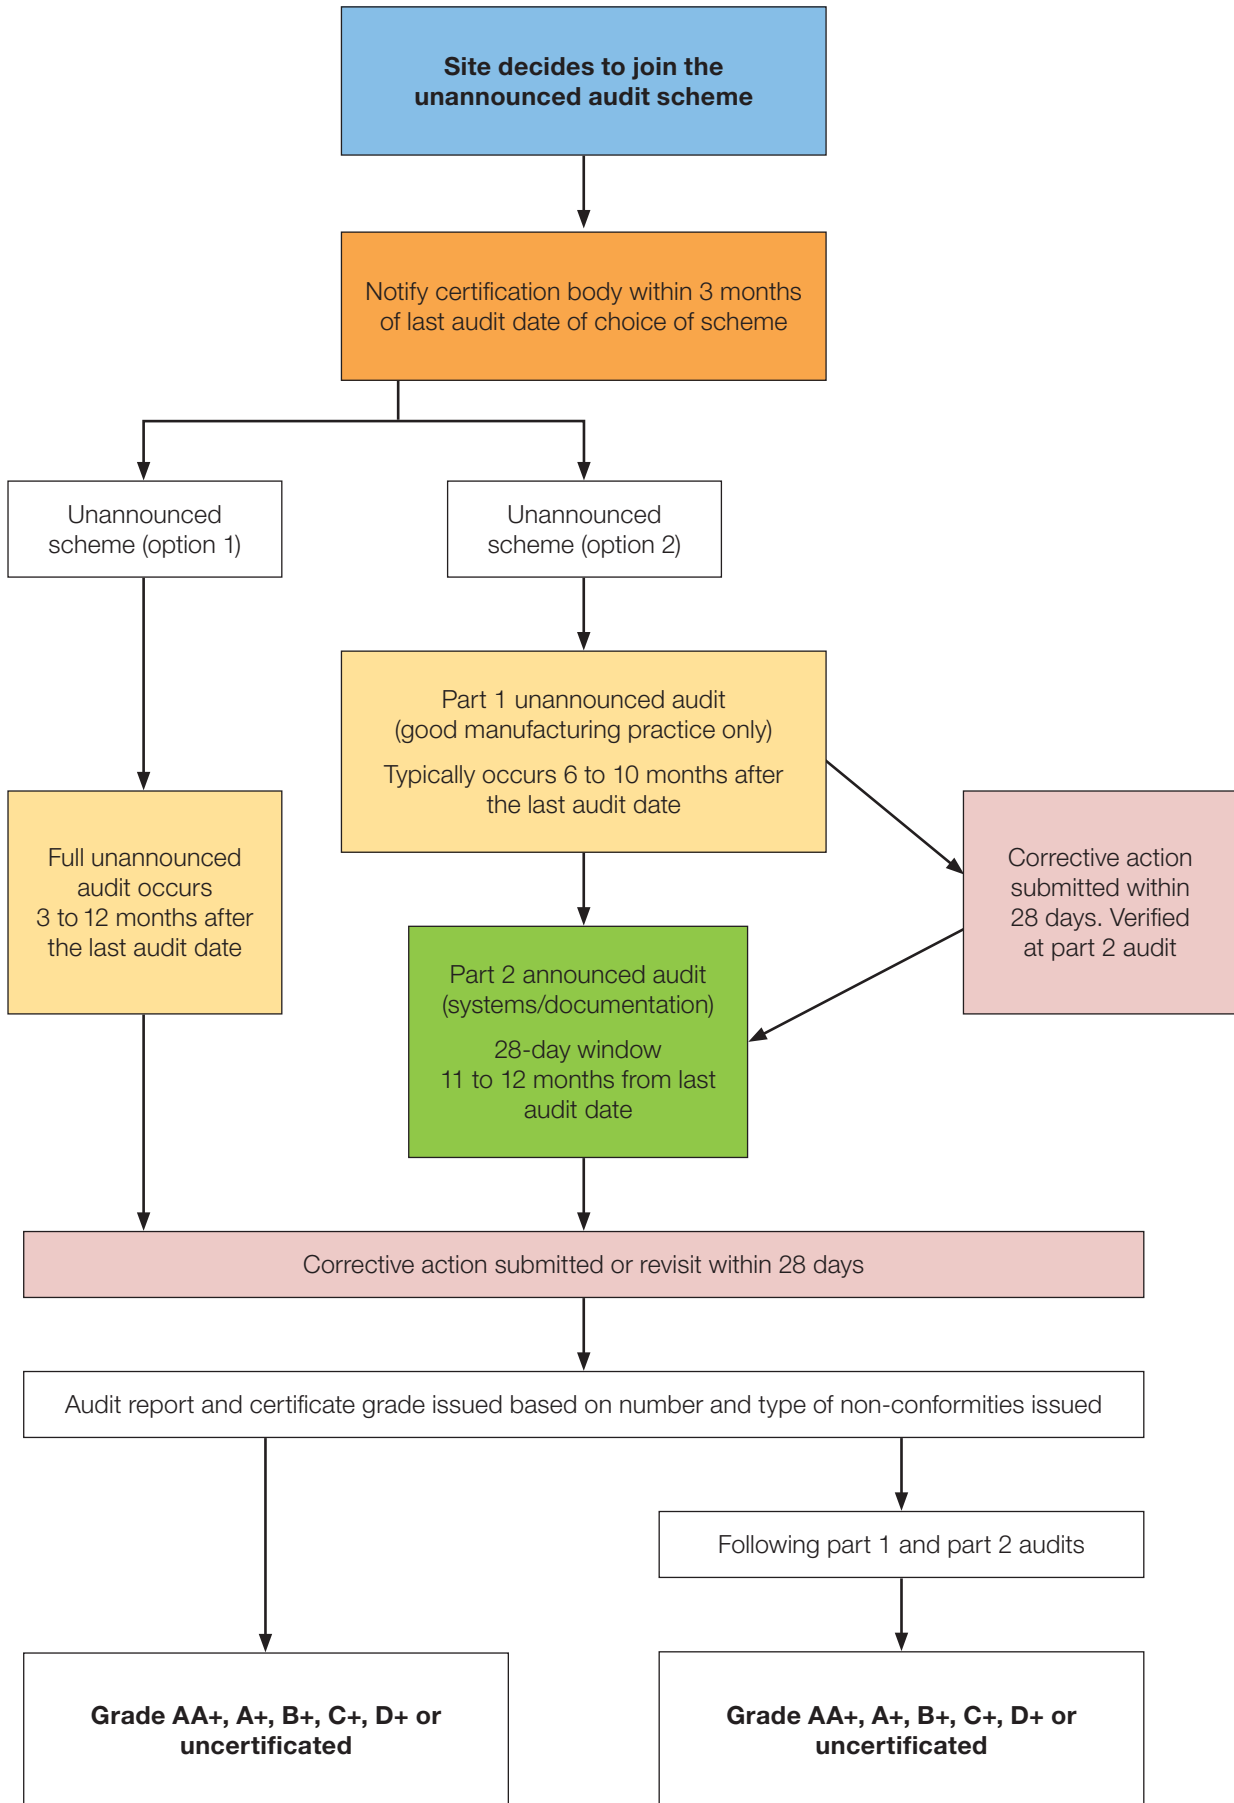 Site decides to join the
unannounced audit scheme
Notify certification body within 3 months
of last audit date of choice of scheme
Unannounced
scheme (option 1)
Unannounced
scheme (option 2)
Part 1 unannounced audit
(good manufacturing practice only)
Typically occurs 6 to 10 months after
the last audit date
Full unannounced
audit occurs
3 to 12 months after
the last audit date
Corrective action
submitted within
28 days. Verified
at part 2 audit
Part 2 announced audit
(systems/documentation)
28-day window
11 to 12 months from last
audit date
Corrective action submitted or revisit within 28 days
Audit report and certificate grade issued based on number and type of non-conformities issued
Following part 1 and part 2 audits
Grade AA+, A+, B+, C+, D+ or
uncertificated
Grade AA+, A+, B+, C+, D+ or
uncertificated